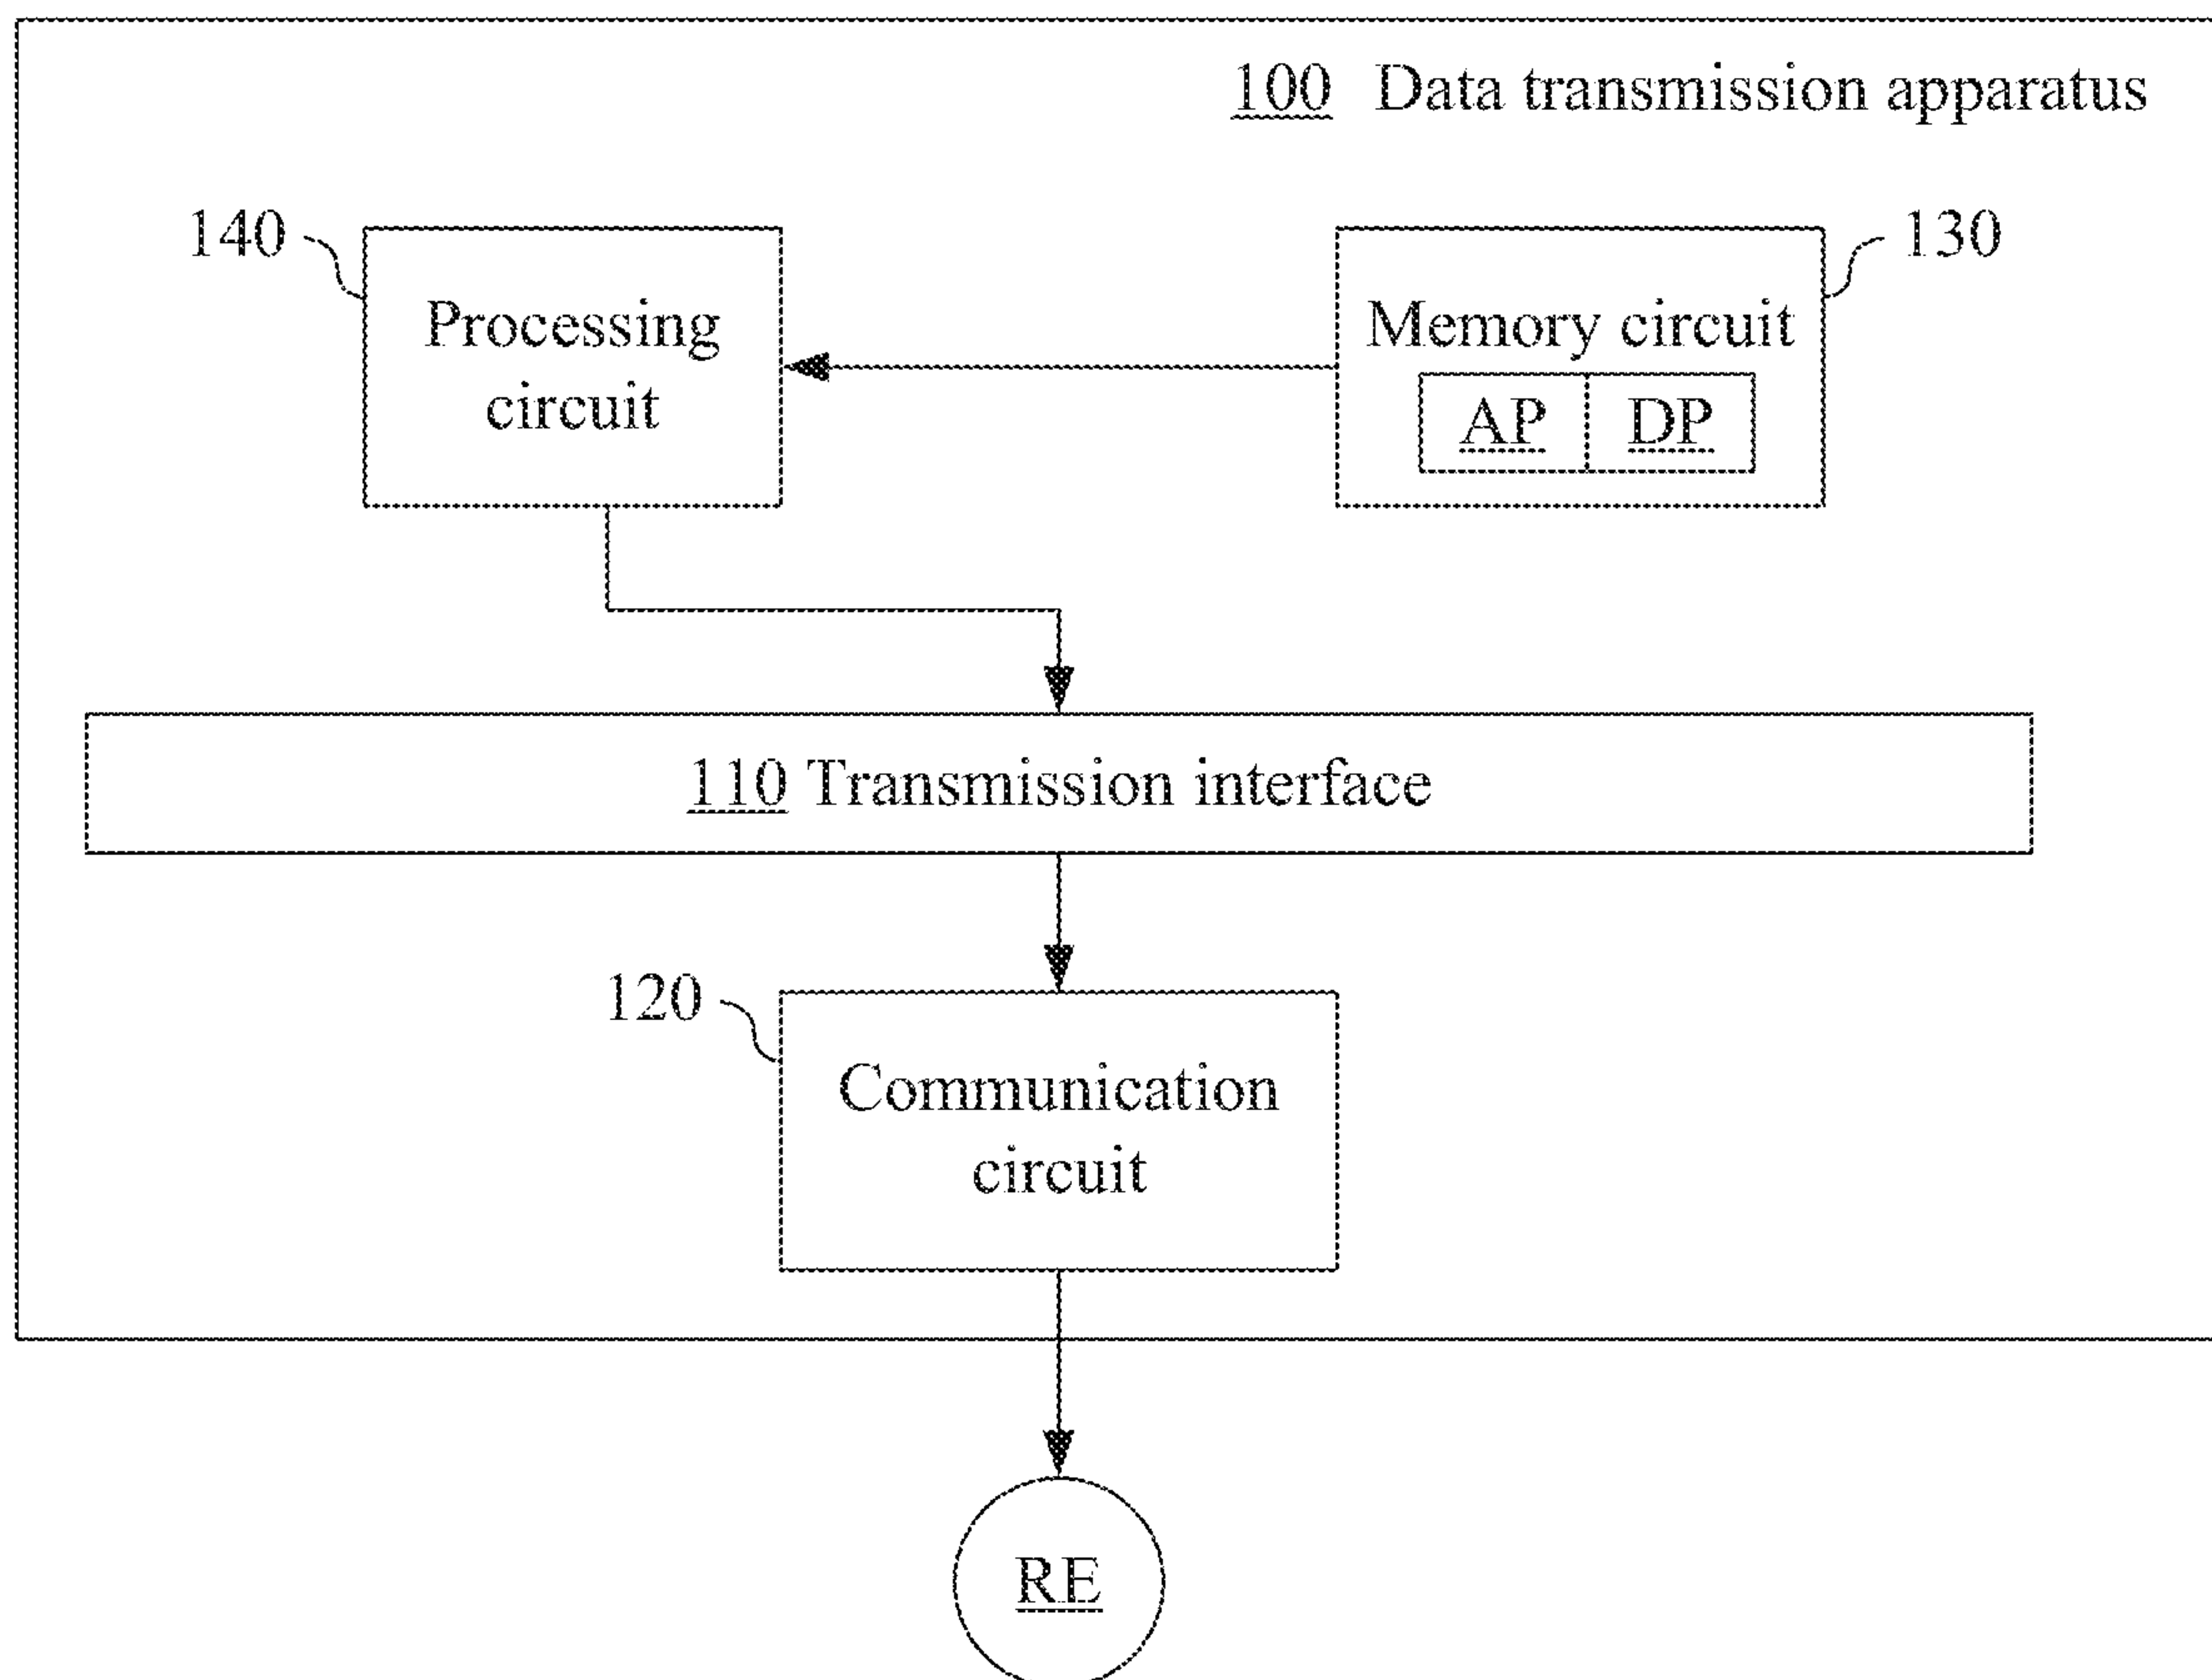 100 Data transmission apparatus
140
130
Processing
circuit
Memory circuit
AP DP
110 Transmission interface
120
Communication
circuit
RE